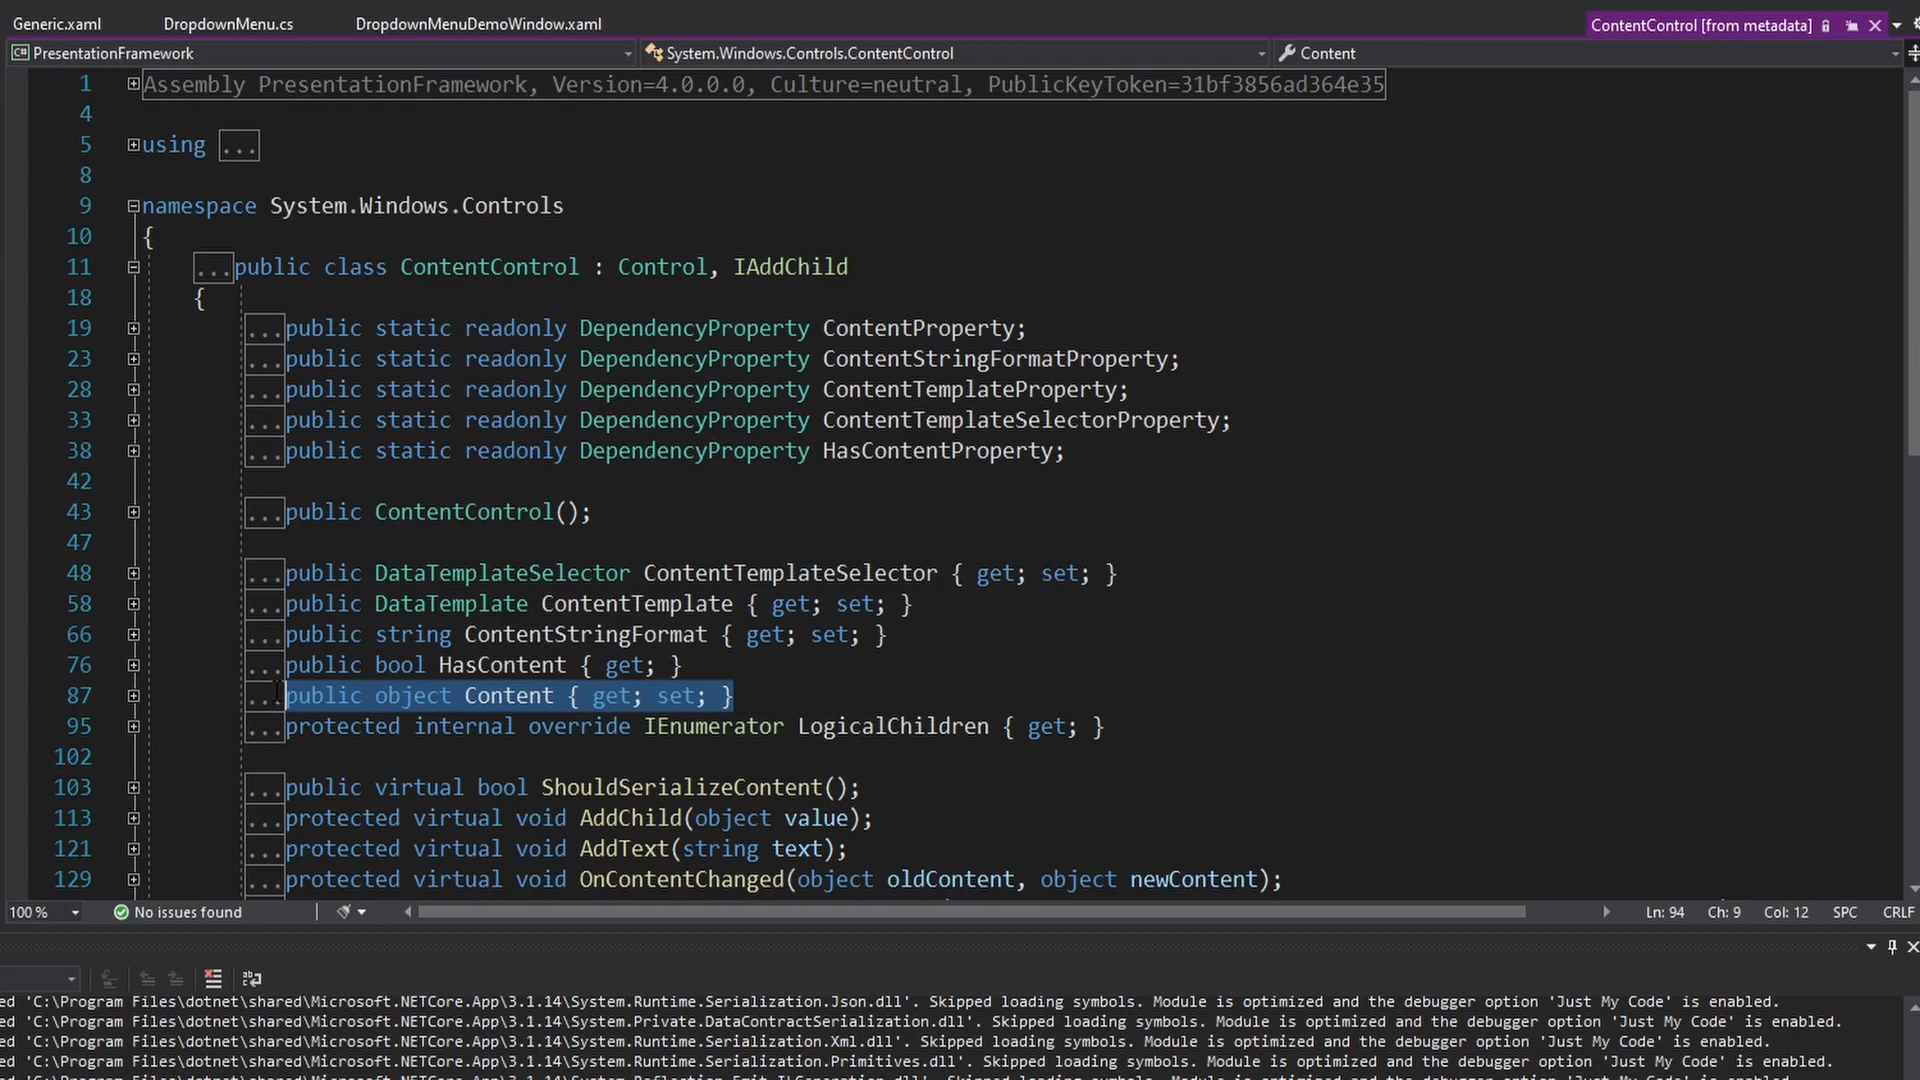 Generic.xaml DropdownMenu.cs DropdownMenuDemoWindow.xaml ContentControl [from metadata]
C# PresentationFramework System.Windows.Controls.ContentControl Content
1 Assembly PresentationFramework, Version=4.0.0.0, Culture=neutral, PublicKeyToken=31bf3856ad364e35
4
5 using ...
8
9 namespace System.Windows.Controls
10 {
11 ...public class ContentControl : Control, IAddChild
18 {
19 ...public static readonly DependencyProperty ContentProperty;
23 ...public static readonly DependencyProperty ContentStringFormatProperty;
28 ...public static readonly DependencyProperty ContentTemplateProperty;
33 ...public static readonly DependencyProperty ContentTemplateSelectorProperty;
38 ...public static readonly DependencyProperty HasContentProperty;
42
43 ...public ContentControl();
47
48 ...public DataTemplateSelector ContentTemplateSelector { get; set; }
58 ...public DataTemplate ContentTemplate { get; set; }
66 ...public string ContentStringFormat { get; set; }
76 ...public bool HasContent { get; }
87 ...public object Content { get; set; }
95 ...protected internal override IEnumerator LogicalChildren { get; }
102
103 ...public virtual bool ShouldSerializeContent();
113 ...protected virtual void AddChild(object value);
121 ...protected virtual void AddText(string text);
129 ...protected virtual void OnContentChanged(object oldContent, object newContent);
100 % No issues found Ln: 94 Ch: 9 Col: 12 SPC CRLF
ed 'C:\Program Files\dotnet\shared\Microsoft.NETCore.App\3.1.14\System.Runtime.Serialization.Json.dll'. Skipped loading symbols. Module is optimized and the debugger option 'Just My Code' is enabled.
ed 'C:\Program Files\dotnet\shared\Microsoft.NETCore.App\3.1.14\System.Private.DataContractSerialization.dll'. Skipped loading symbols. Module is optimized and the debugger option 'Just My Code' is enabled.
ed 'C:\Program Files\dotnet\shared\Microsoft.NETCore.App\3.1.14\System.Runtime.Serialization.Xml.dll'. Skipped loading symbols. Module is optimized and the debugger option 'Just My Code' is enabled.
ed 'C:\Program Files\dotnet\shared\Microsoft.NETCore.App\3.1.14\System.Runtime.Serialization.Primitives.dll'. Skipped loading symbols. Module is optimized and the debugger option 'Just My Code' is enabled.